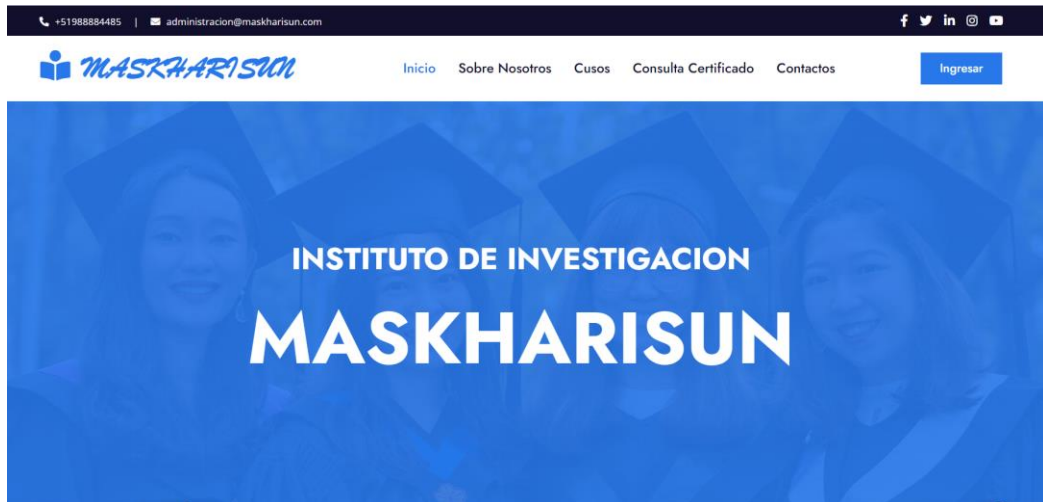 +51988884485 | administracion@maskharisun.com
MASKHARISUN
Inicio Sobre Nosotros Cusos Consulta Certificado Contactos Ingresar
INSTITUTO DE INVESTIGACION
MASKHARISUN